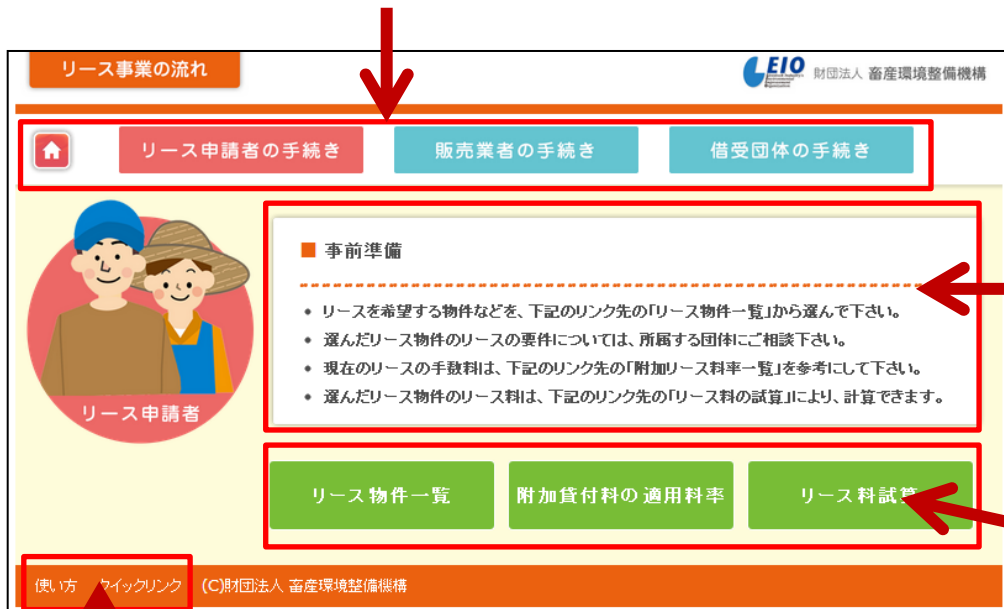 リース事業の流れ
LEIO 財団法人 畜産環境整備機構
リース申請者の手続き 販売業者の手続き 借受団体の手続き
■ 事前準備
• リースを希望する物件などを、下記のリンク先の「リース物件一覧」から選んで下さい。
• 選んだリース物件のリースの要件については、所属する団体にご相談下さい。
• 現在のリースの手数料は、下記のリンク先の「附加リース料率一覧」を参考にして下さい。
• 選んだリース物件のリース料は、下記のリンク先の「リース料の試算」により、計算できます。
リース申請者
リース物件一覧 附加貸付料の適用料率 リース料試算
使い方 クイックリンク (C)財団法人 畜産環境整備機構